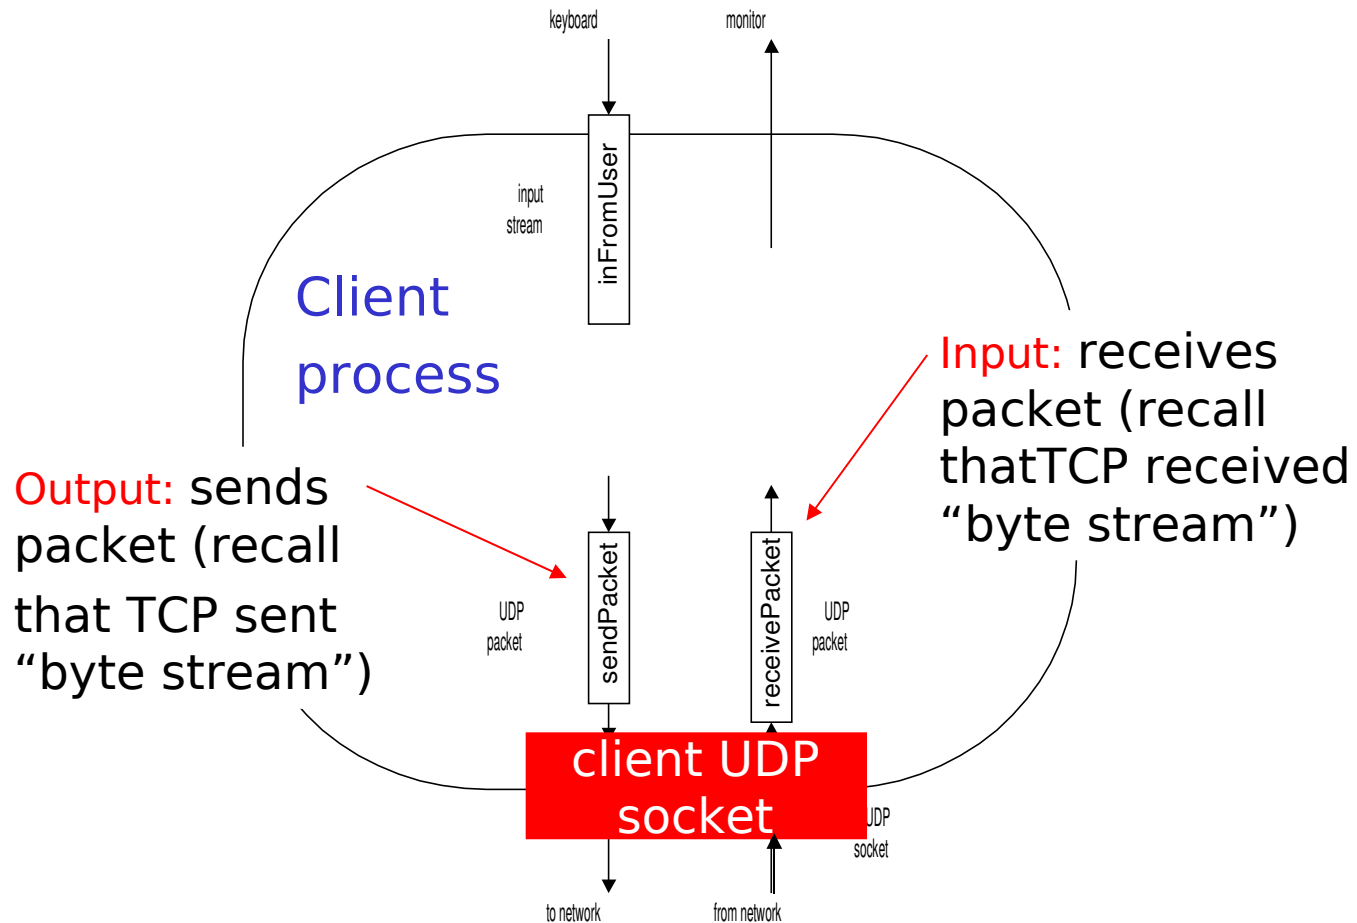 keyboard
monitor
inFromUser
input
stream
Client
process
Input: receives
packet (recall
thatTCP received
“byte stream”)
Output: sends
packet (recall
that TCP sent
“byte stream”)
sendPacket
UDP
packet
receivePacket
UDP
packet
client UDP
socket
UDP
socket
to network
from network